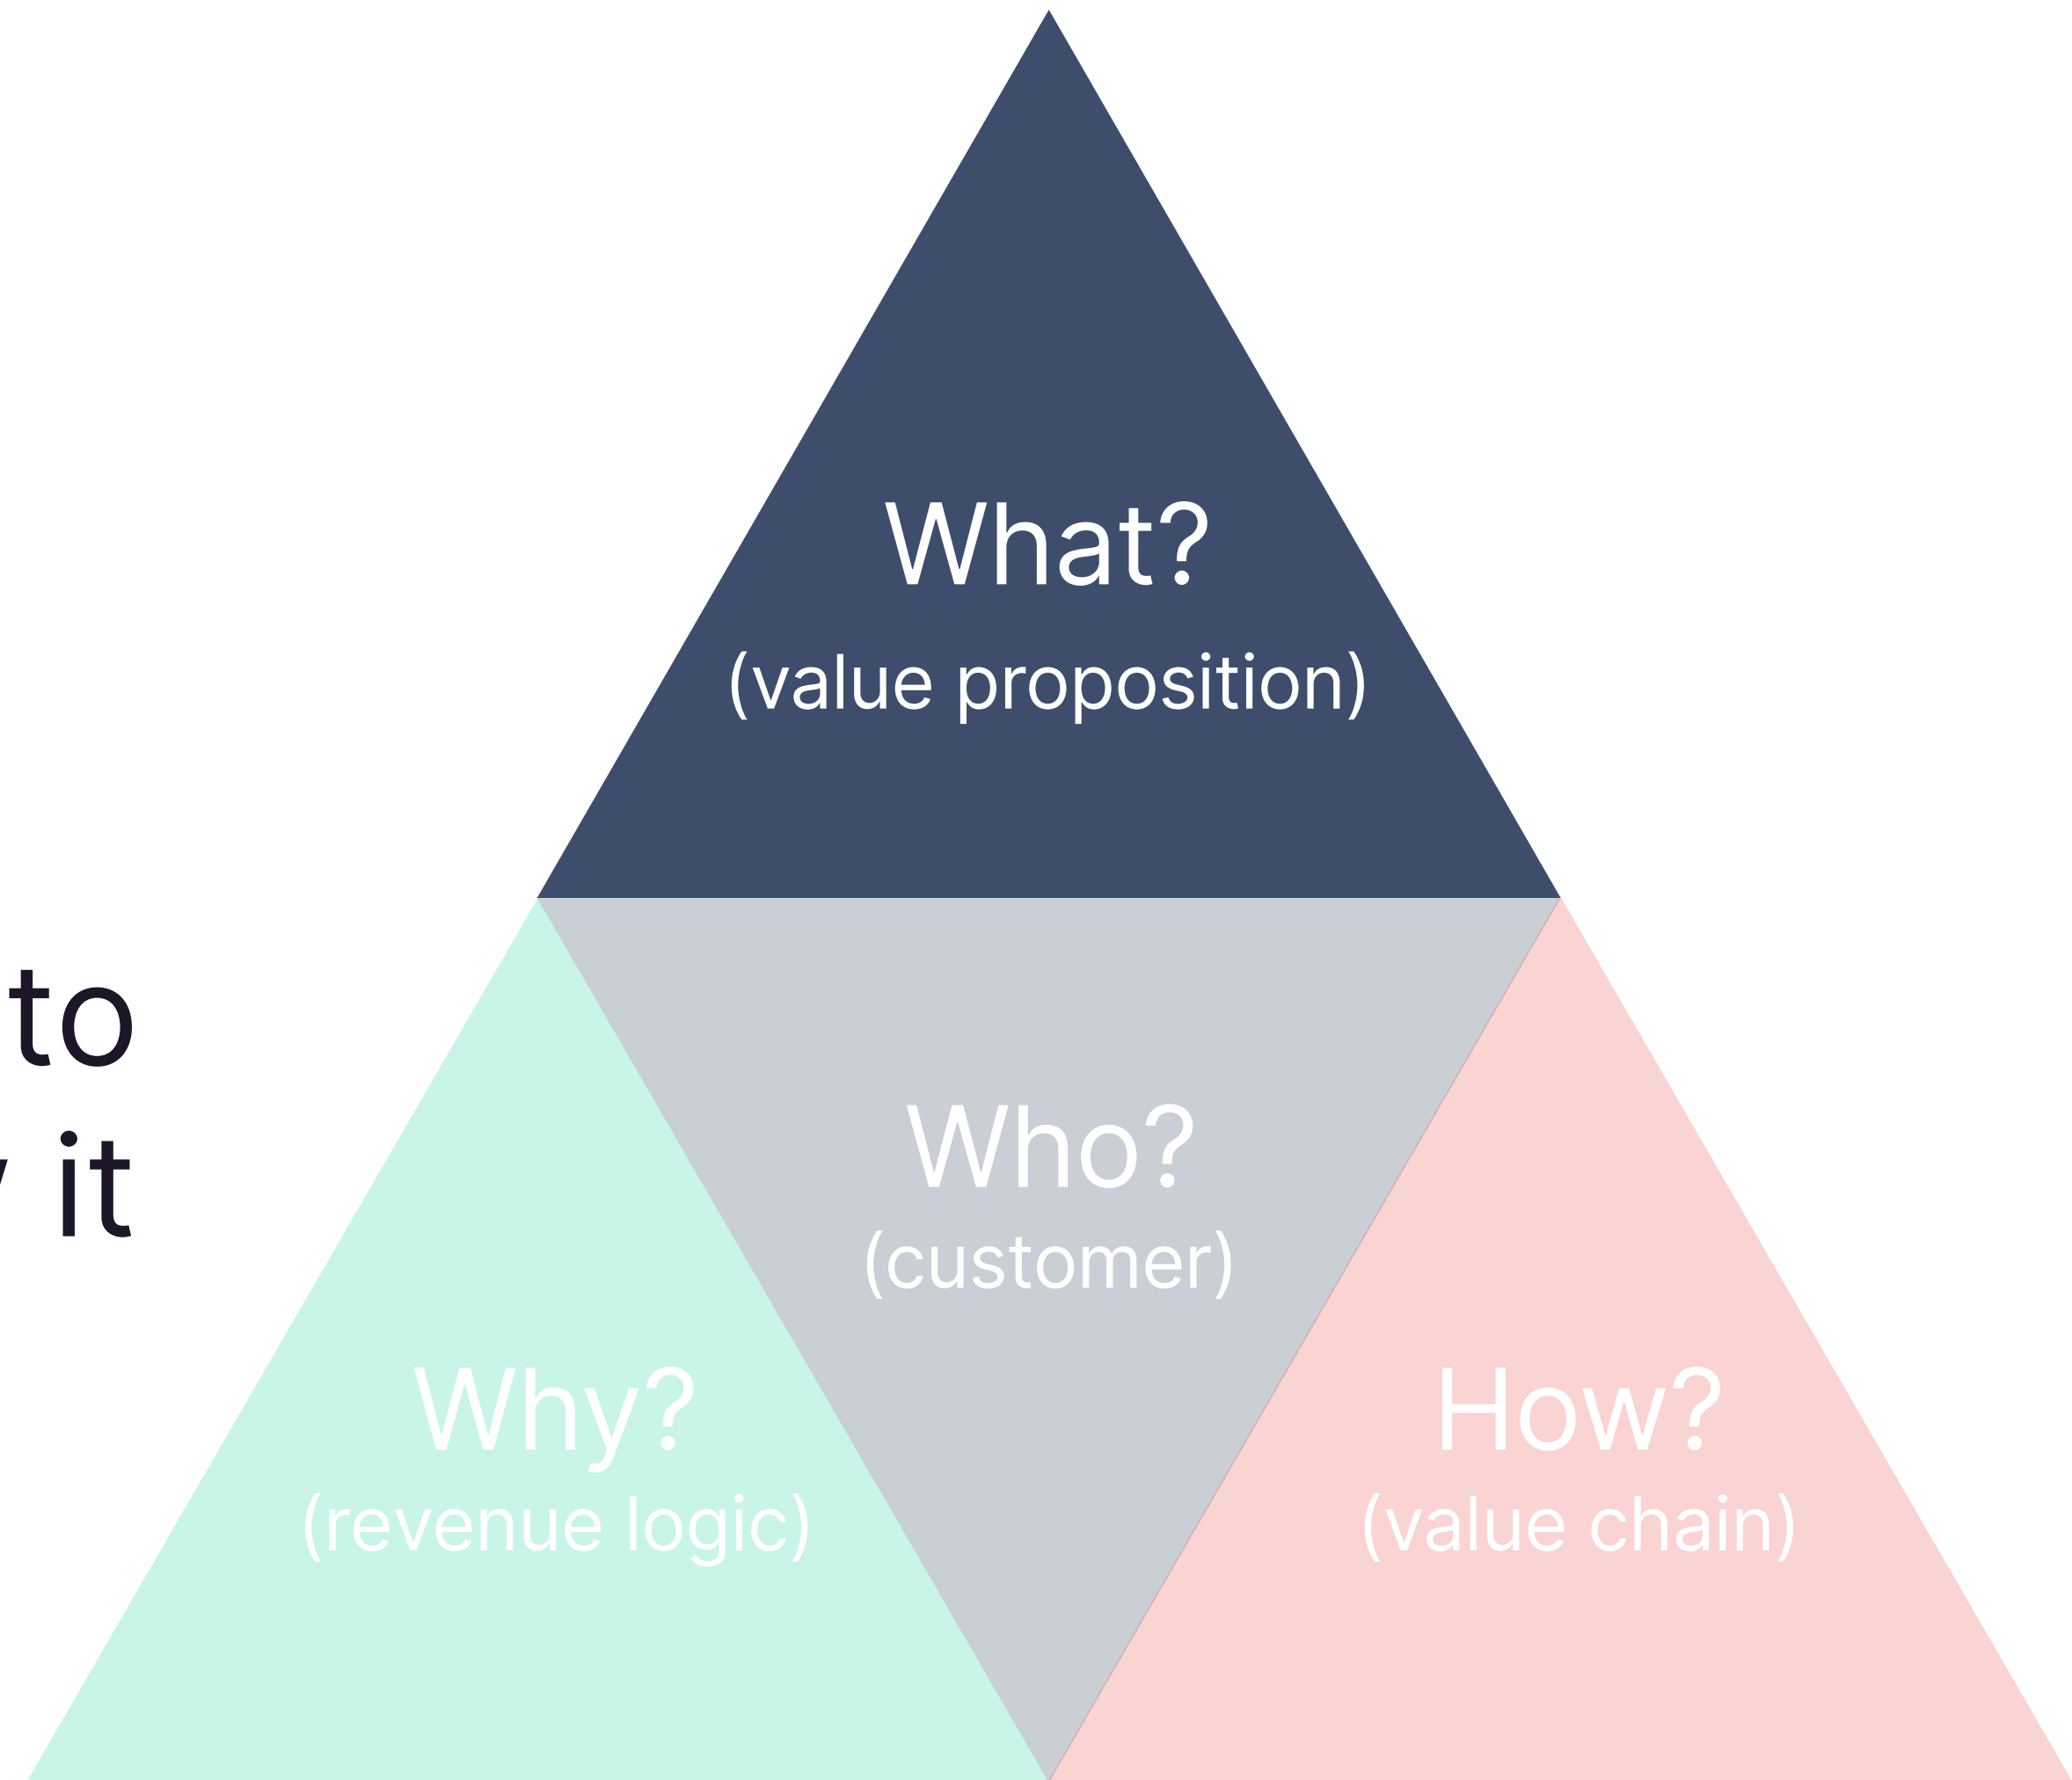 What?
(value proposition)
to
it
Who?
(customer)
Why?
(revenue logic)
How?
(value chain)